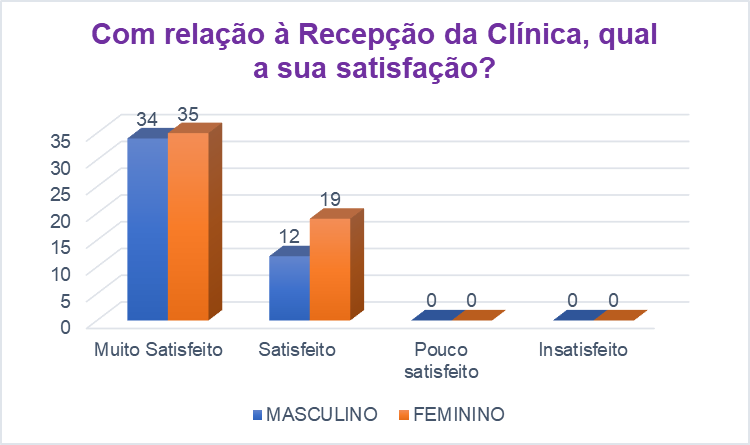 Com relação à Recepção da Clínica, qual
a sua satisfação?
34 35
12 19
0 0
0 0
35
30
25
20
15
10
5
0
Muito Satisfeito
Satisfeito
Pouco
satisfeito
Insatisfeito
MASCULINO FEMININO